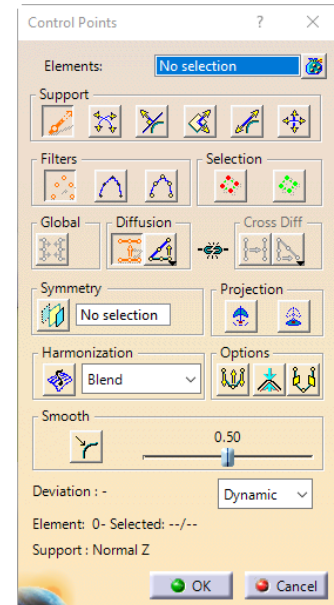 Control Points ? ×
Elements: No selection
Support
Filters Selection
Global Diffusion Cross Diff
Symmetry Projection
No selection
Harmonization Options
Blend
Smooth
0.50
Deviation : - Dynamic
Element: 0- Selected: --/--
Support : Normal Z
OK Cancel